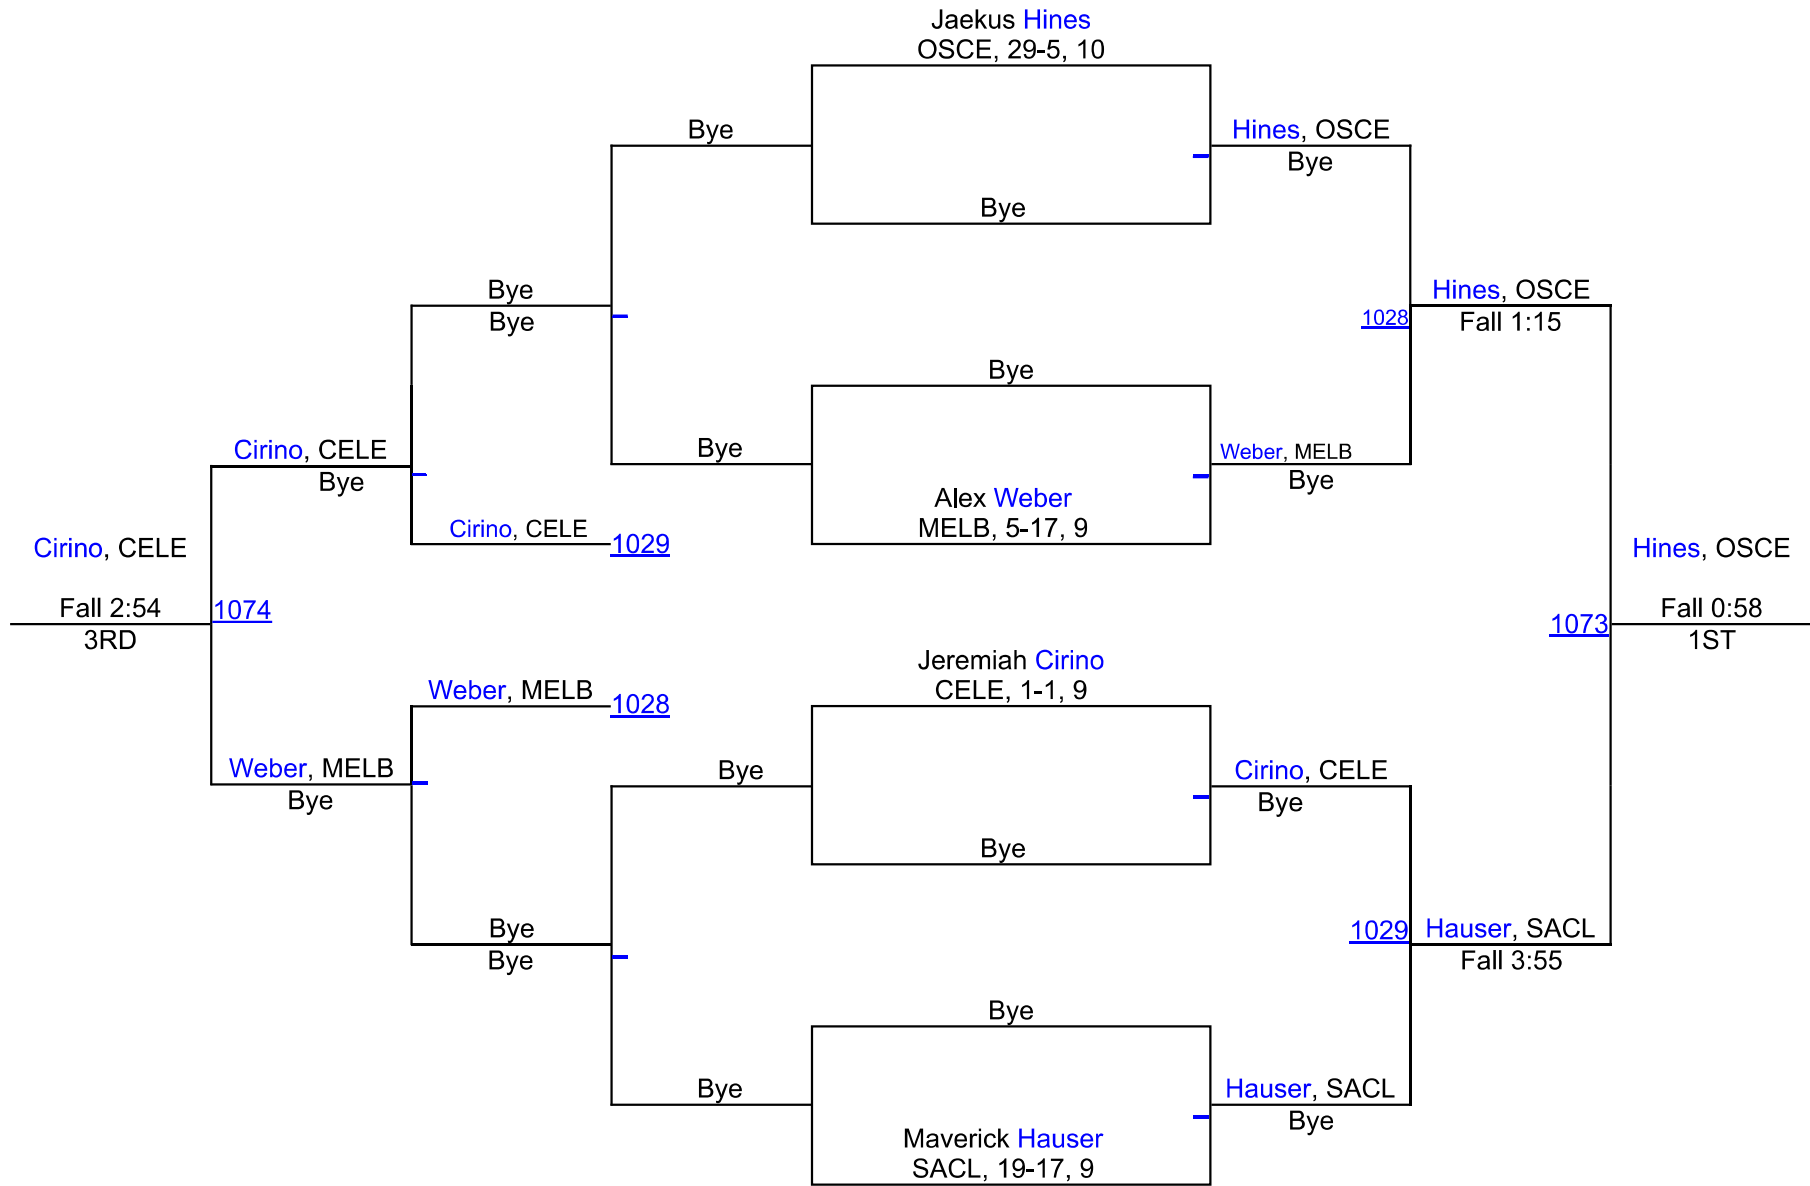 Jaekus Hines
OSCE, 29-5, 10
Bye
Hines, OSCE
Bye
Bye
Bye
Bye
Hines, OSCE
1028
Fall 1:15
Bye
Cirino, CELE
Bye
Bye
Weber, MELB
Bye
Alex Weber
MELB, 5-17, 9
Cirino, CELE
1029
Cirino, CELE
Hines, OSCE
Fall 2:54
1074
3RD
Fall 0:58
1073
1ST
Jeremiah Cirino
CELE, 1-1, 9
Weber, MELB
1028
Weber, MELB
Bye
Bye
Cirino, CELE
Bye
Bye
Bye
Bye
1029
Hauser, SACL
Fall 3:55
Bye
Bye
Hauser, SACL
Bye
Maverick Hauser
SACL, 19-17, 9